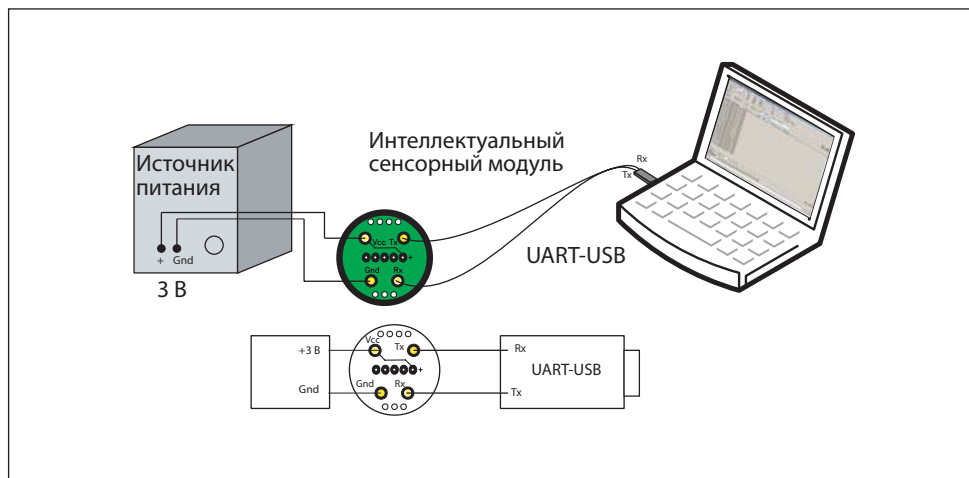 Источник
питания
+ Gnd
3 В
Интеллектуальный
сенсорный модуль
Vcc Tx
+
Gnd Rx
Rx
Tx
UART-USB
+3 В
Gnd
Vcc
Tx
+
Gnd
Rx
Rx
UART-USB
Tx